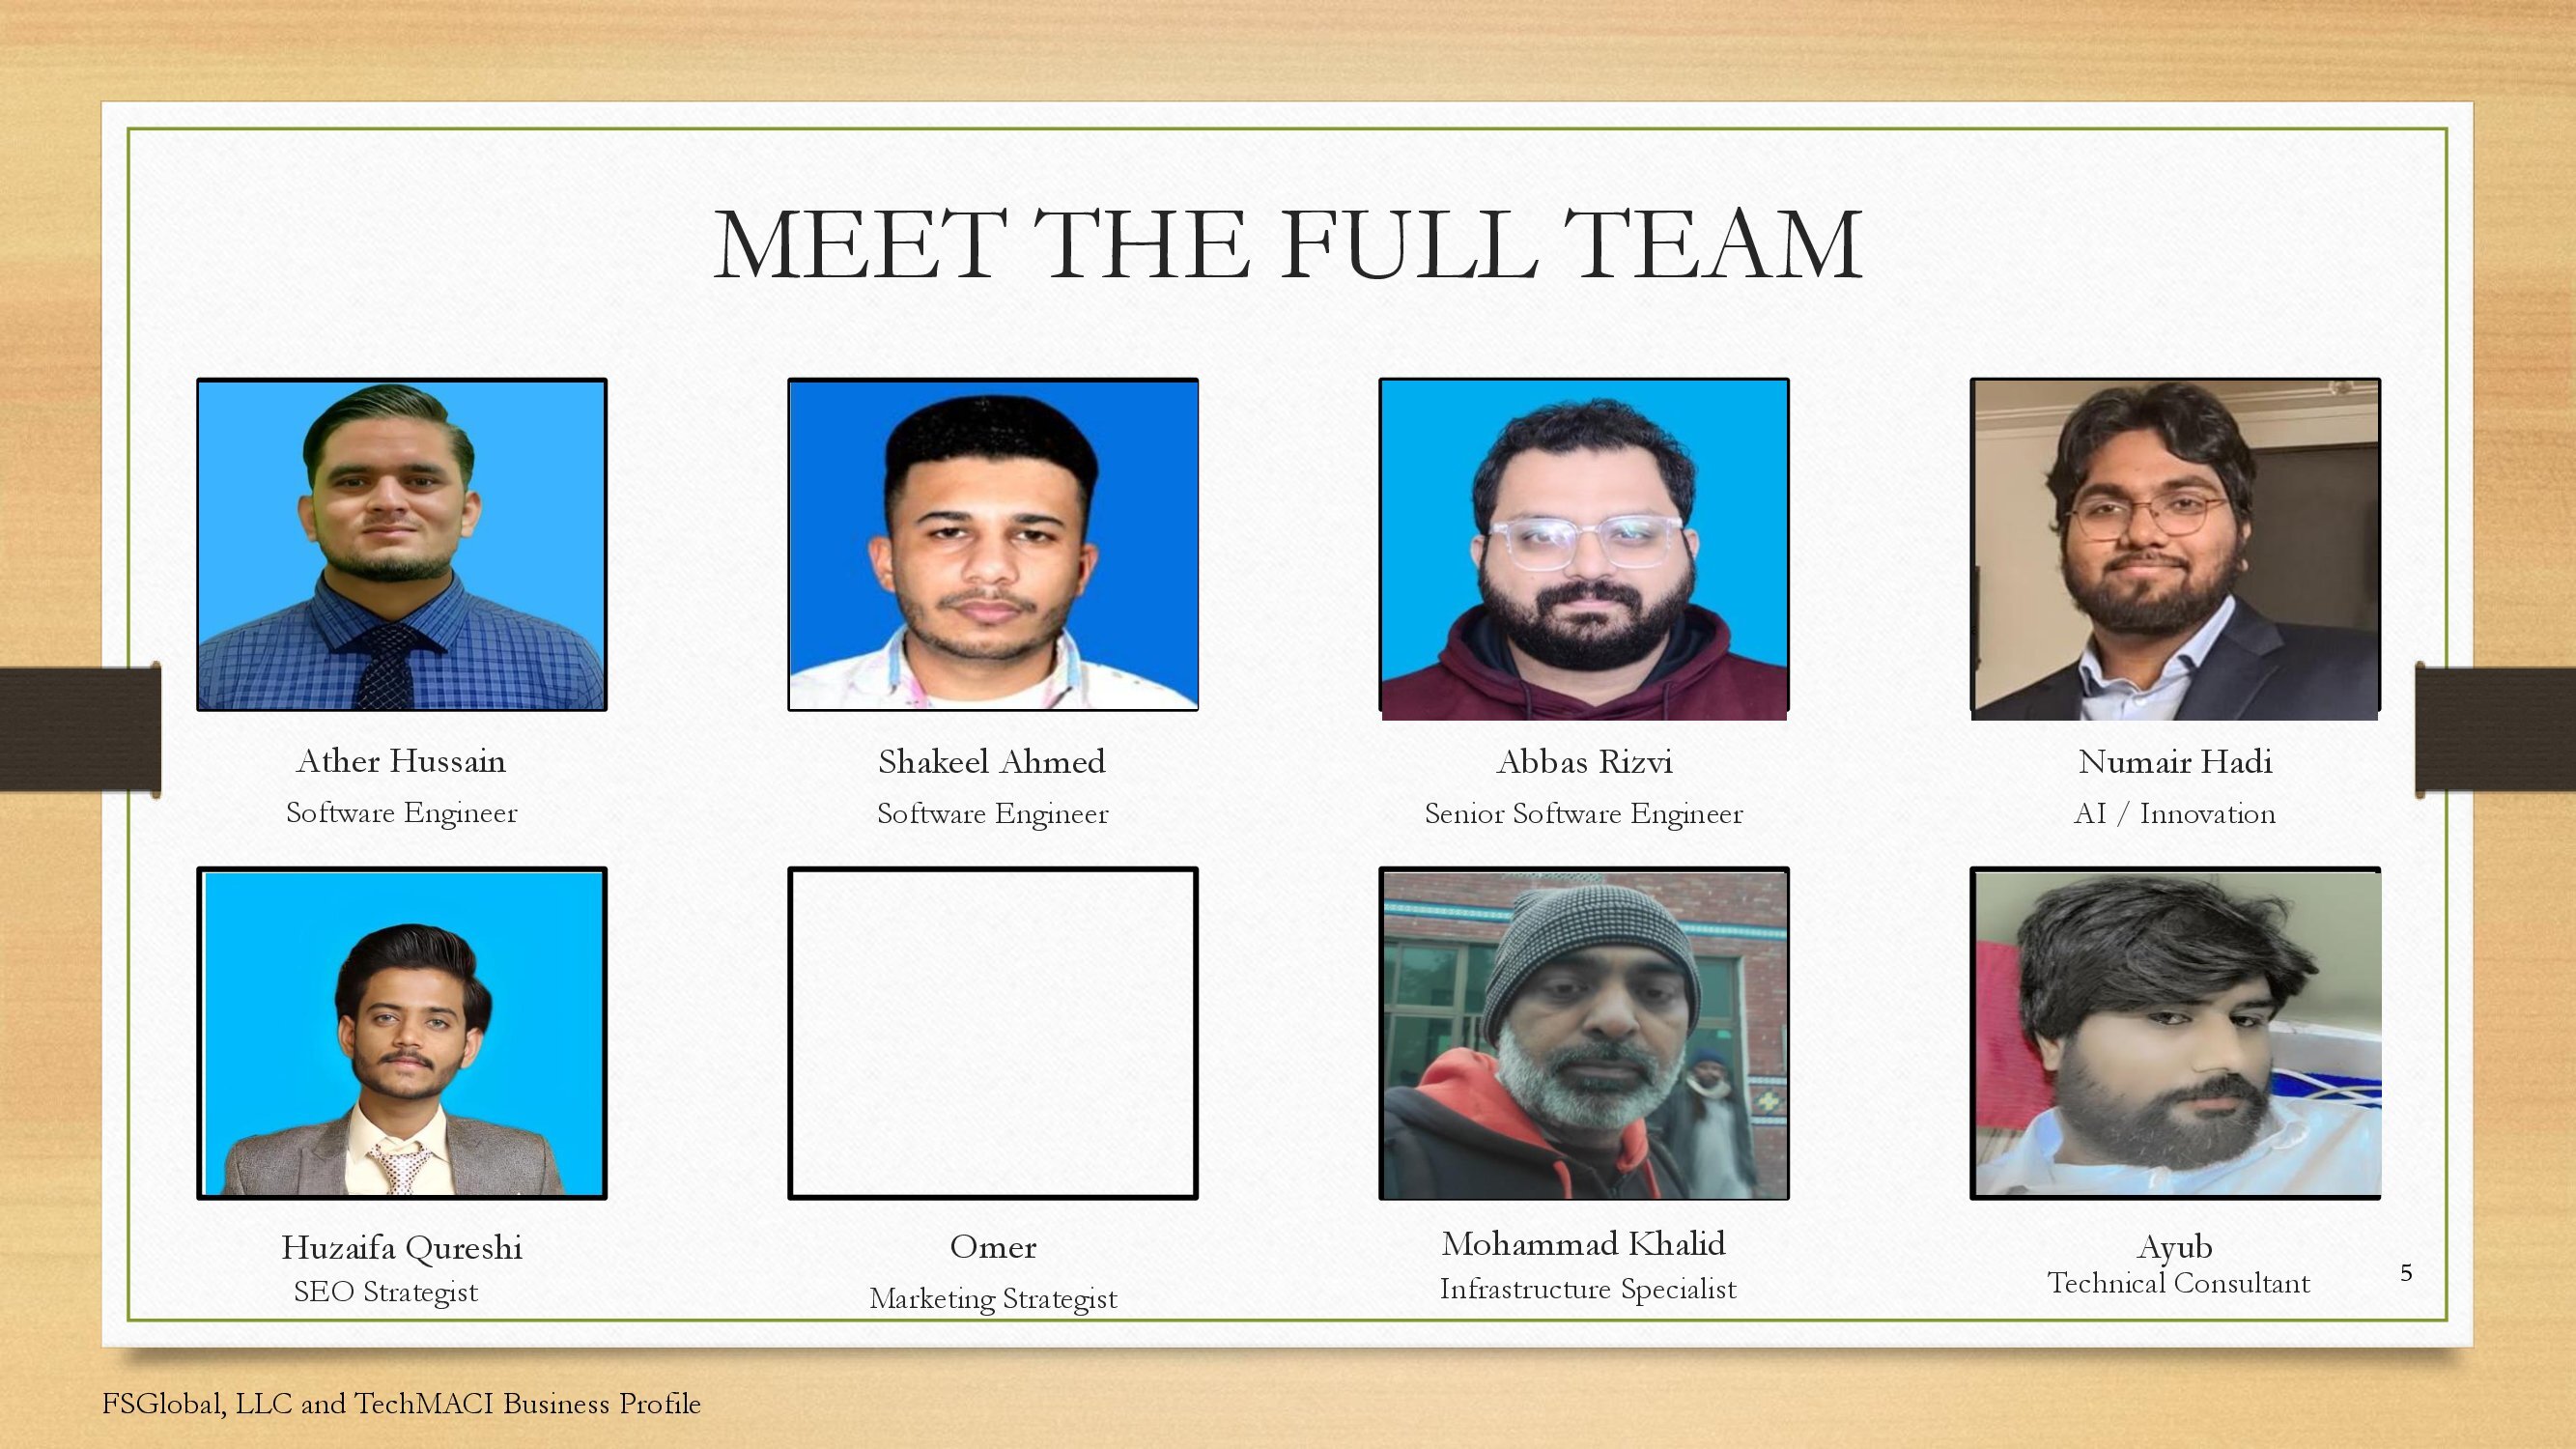 MEET THE FULL TEAM
Ather Hussain
Software Engineer
Shakeel Ahmed
Software Engineer
Abbas Rizvi
Senior Software Engineer
Numair Hadi
AI / Innovation
Huzaifa Qureshi
SEO Strategist
Omer
Marketing Strategist
Mohammad Khalid
Infrastructure Specialist
Ayub
Technical Consultant
5
FSGlobal, LLC and TechMACI Business Profile